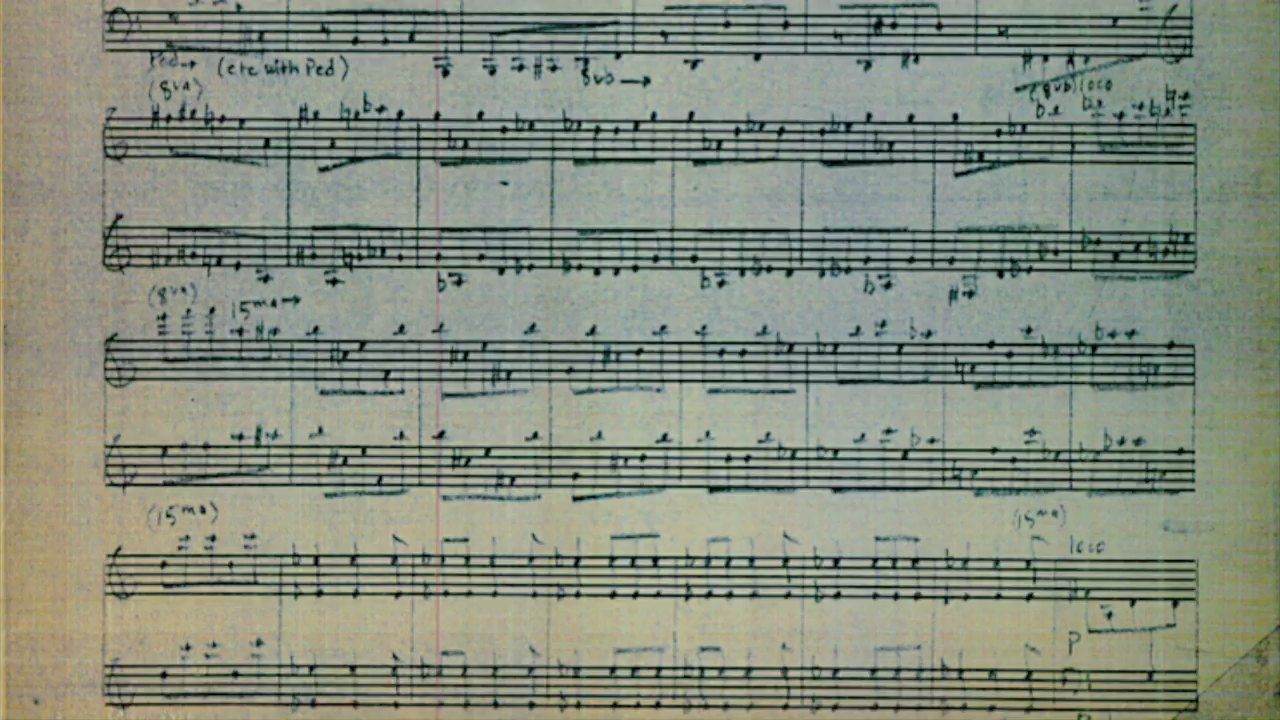 Ped→ (etc with Ped) 8vb→ (8vb) loco
(8va)
(8va) 15ma→
(15ma) (15ma) loco
P